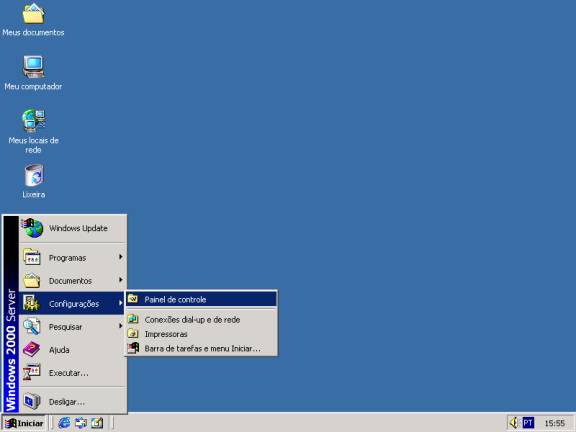 Meus documentos
Meu computador
Meus locais de
rede
Lixeira
Windows 2000 Server
Windows Update
Programas
Documentos
Configurações
Pesquisar
Ajuda
Executar...
Desligar...
Painel de controle
Conexões dial-up e de rede
Impressoras
Barra de tarefas e menu Iniciar...
Iniciar
PT
15:55